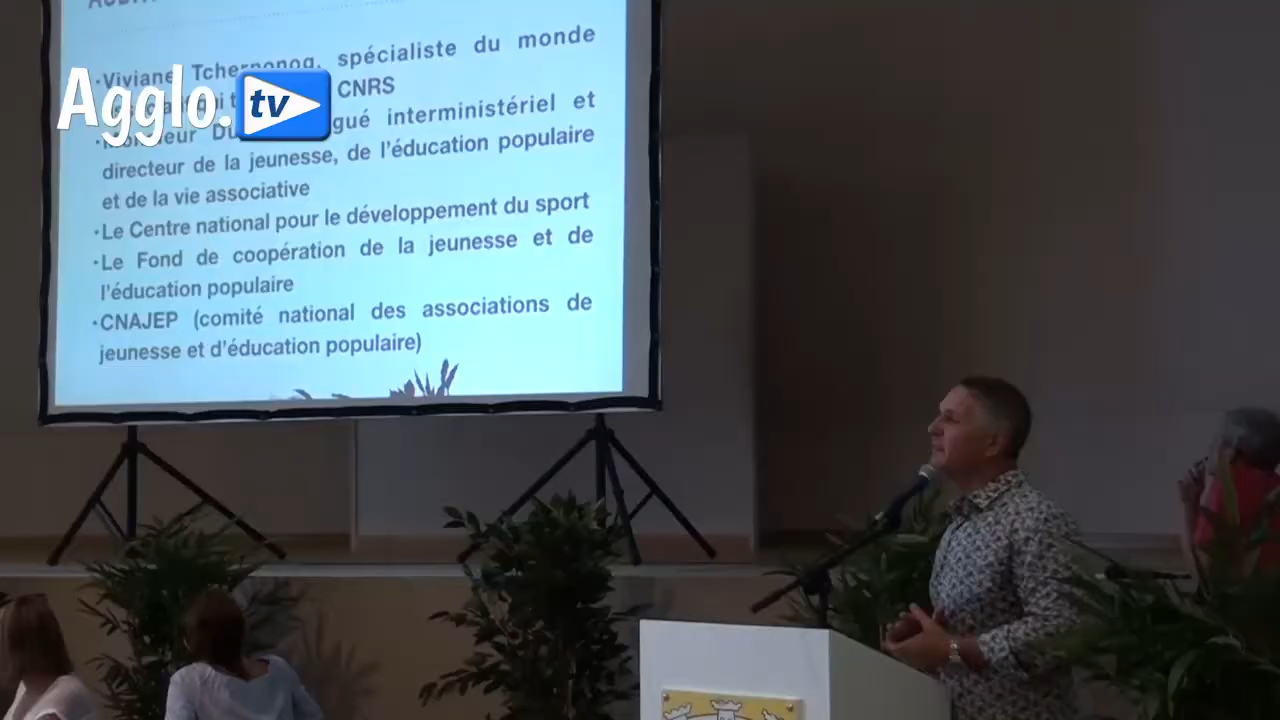 ·Viviane Tchernonog, spécialiste du monde
CNRS
Agglo.tv
interministériel et
directeur de la jeunesse, de l'éducation populaire
et de la vie associative
·Le Centre national pour le développement du sport
·Le Fond de coopération de la jeunesse et de
l'éducation populaire
·CNAJEP (comité national des associations de
jeunesse et d'éducation populaire)